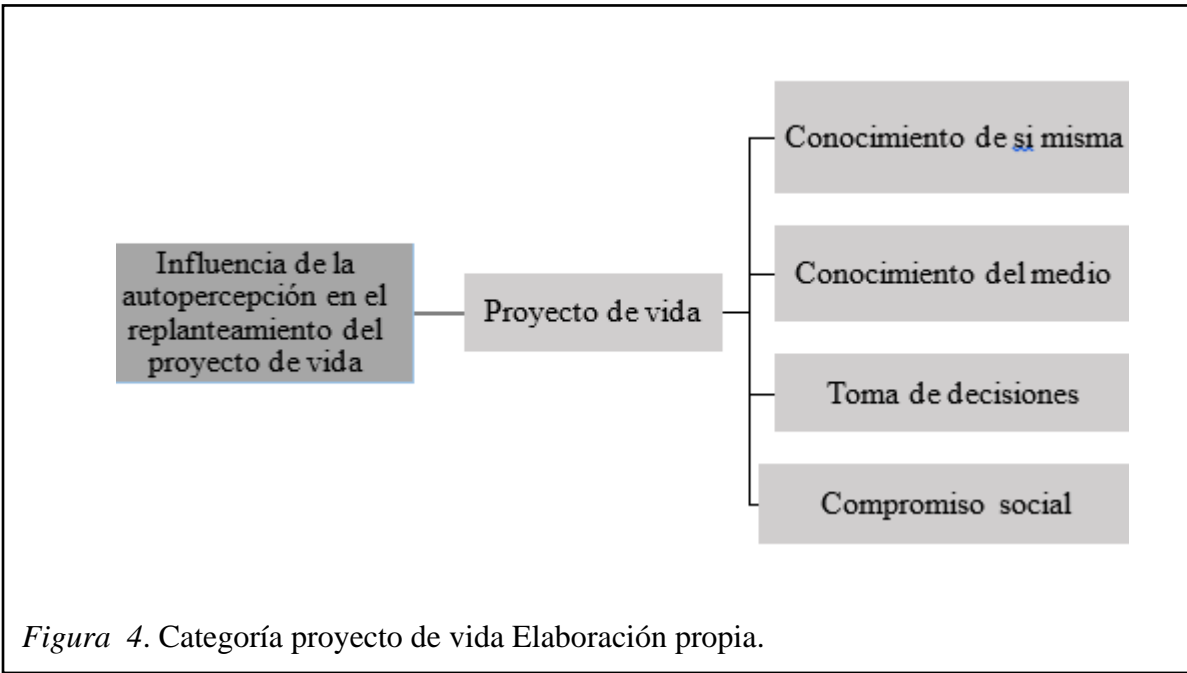 Conocimiento de si misma
Influencia de la
autopercepción en el
replanteamiento del
proyecto de vida
Proyecto de vida
Conocimiento del medio
Toma de decisiones
Compromiso social
Figura 4. Categoría proyecto de vida Elaboración propia.